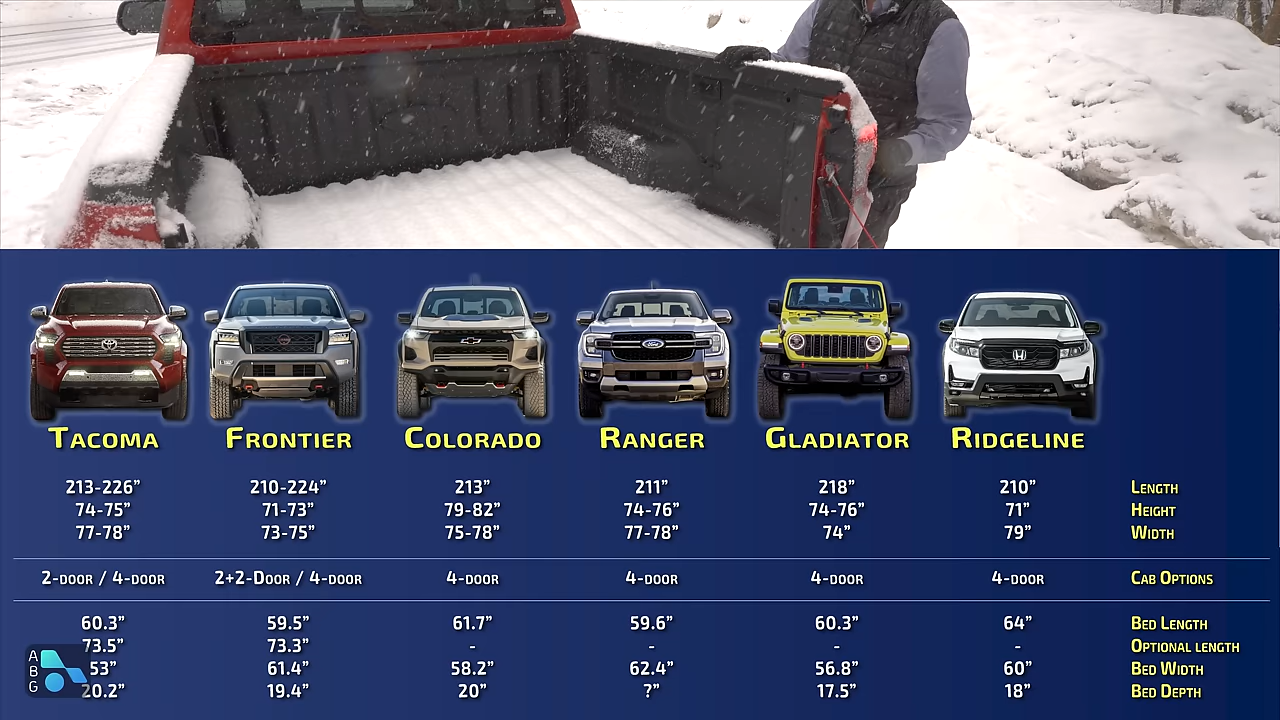 Tacoma Frontier Colorado Ranger Gladiator Ridgeline
213-226” 210-224” 213” 211” 218” 210” Length
74-75” 71-73” 79-82” 74-76” 74-76” 71” Height
77-78” 73-75” 75-78” 77-78” 74” 79” Width
2-door / 4-door 2+2-Door / 4-door 4-door 4-door 4-door 4-door Cab Options
60.3” 59.5” 61.7” 59.6” 60.3” 64” Bed Length
73.5” 73.3” - - - - Optional length
53” 61.4” 58.2” 62.4” 56.8” 60” Bed Width
20.2” 19.4” 20” ?” 17.5” 18” Bed Depth
A
B
G